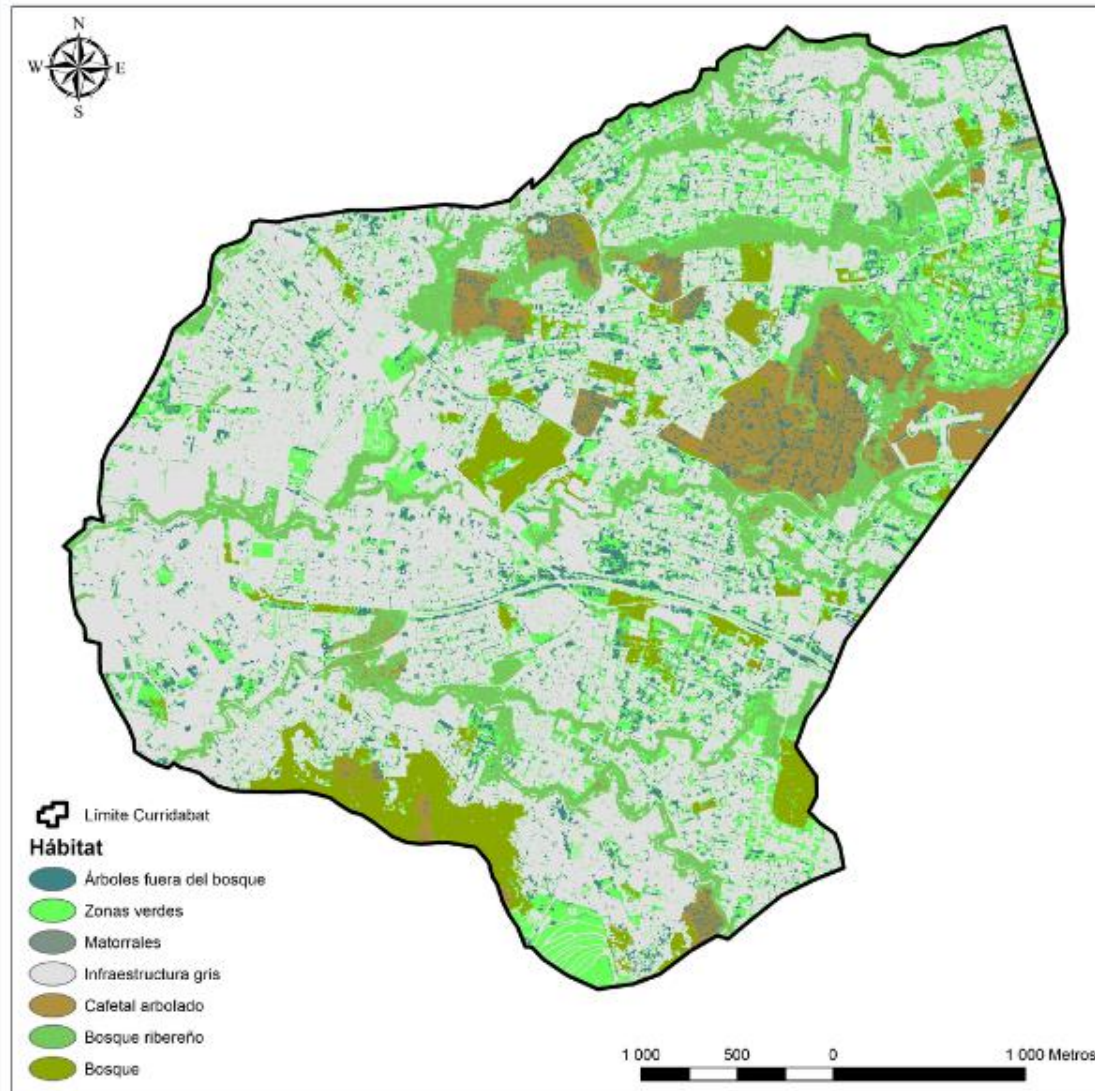 N
W E
S
Límite Curridabat
Hábitat
Árboles fuera del bosque
Zonas verdes
Matorrales
Infraestructura gris
Cafetal arbolado
Bosque ribereño
Bosque
1 000 500 0 1 000 Metros